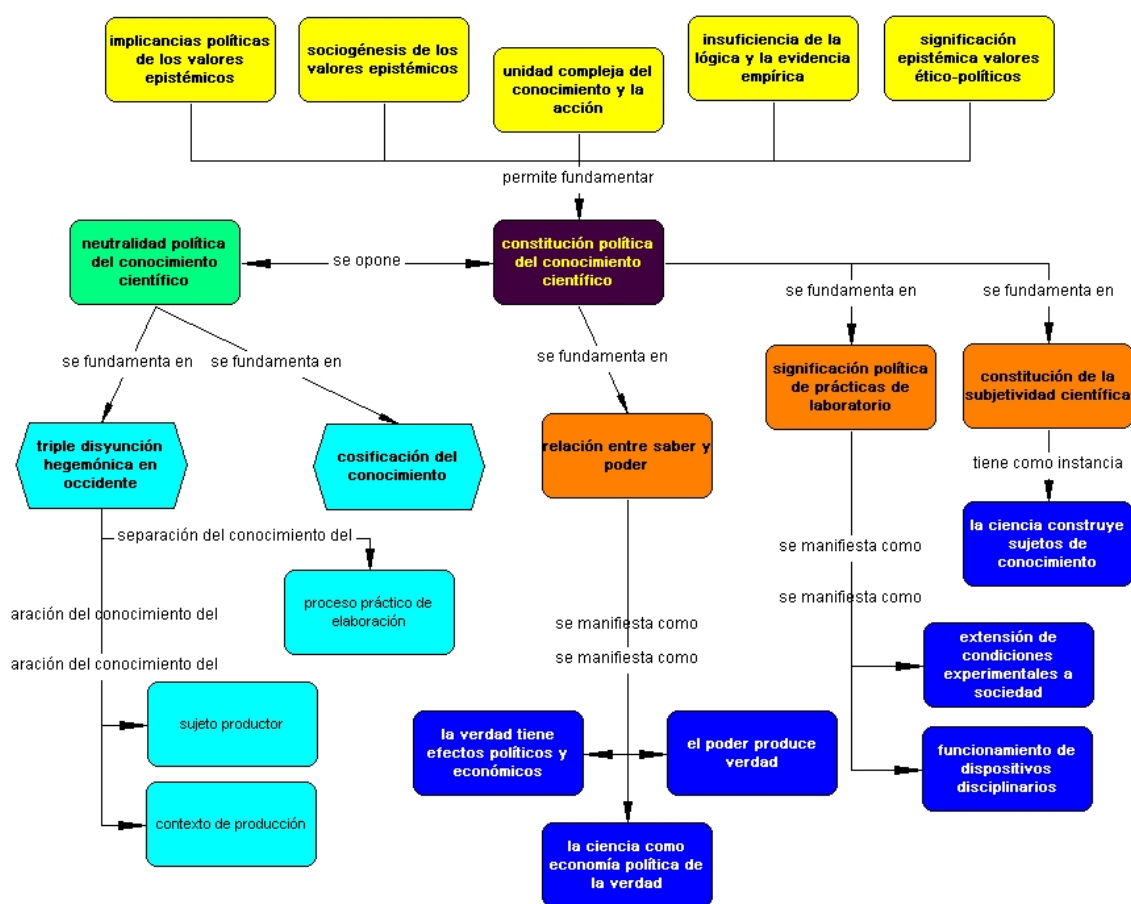 implicancias políticas
de los valores
epistémicos
sociogénesis de los
valores epistémicos
unidad compleja del
conocimiento y la
acción
insuficiencia de la
lógica y la evidencia
empírica
significación
epistémica valores
ético-políticos
permite fundamentar
neutralidad política
del conocimiento
científico
se opone
constitución política
del conocimiento
científico
se fundamenta en
se fundamenta en
se fundamenta en
se fundamenta en
se fundamenta en
significación política
de prácticas de
laboratorio
constitución de la
subjetividad científica
triple disyunción
hegemónica en
occidente
cosificación del
conocimiento
relación entre saber y
poder
tiene como instancia
la ciencia construye
sujetos de
conocimiento
separación del conocimiento del
proceso práctico de
elaboración
se manifiesta como
se manifiesta como
aración del conocimiento del
aración del conocimiento del
se manifiesta como
se manifiesta como
extensión de
condiciones
experimentales a
sociedad
sujeto productor
la verdad tiene
efectos políticos y
económicos
el poder produce
verdad
funcionamiento de
dispositivos
disciplinarios
contexto de producción
la ciencia como
economía política de
la verdad